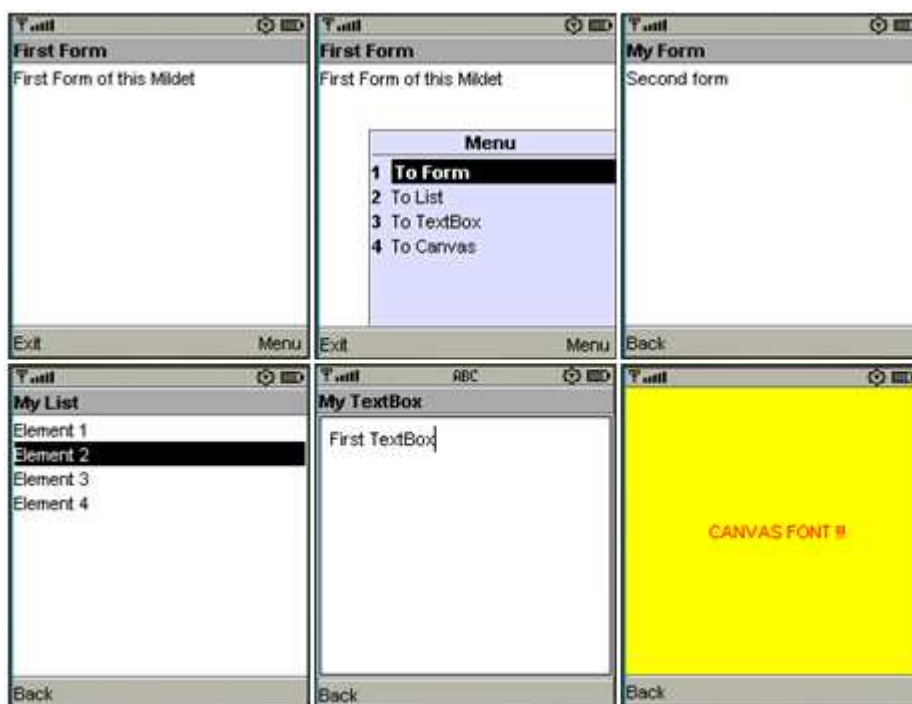 First Form
First Form of this Mildet
Exit Menu
First Form
First Form of this Mildet
Menu
1 To Form
2 To List
3 To TextBox
4 To Canvas
Exit Menu
My Form
Second form
Back
My List
Element 1
Element 2
Element 3
Element 4
Back
ABC
My TextBox
First TextBox
Back
CANVAS FONT !!!
Back